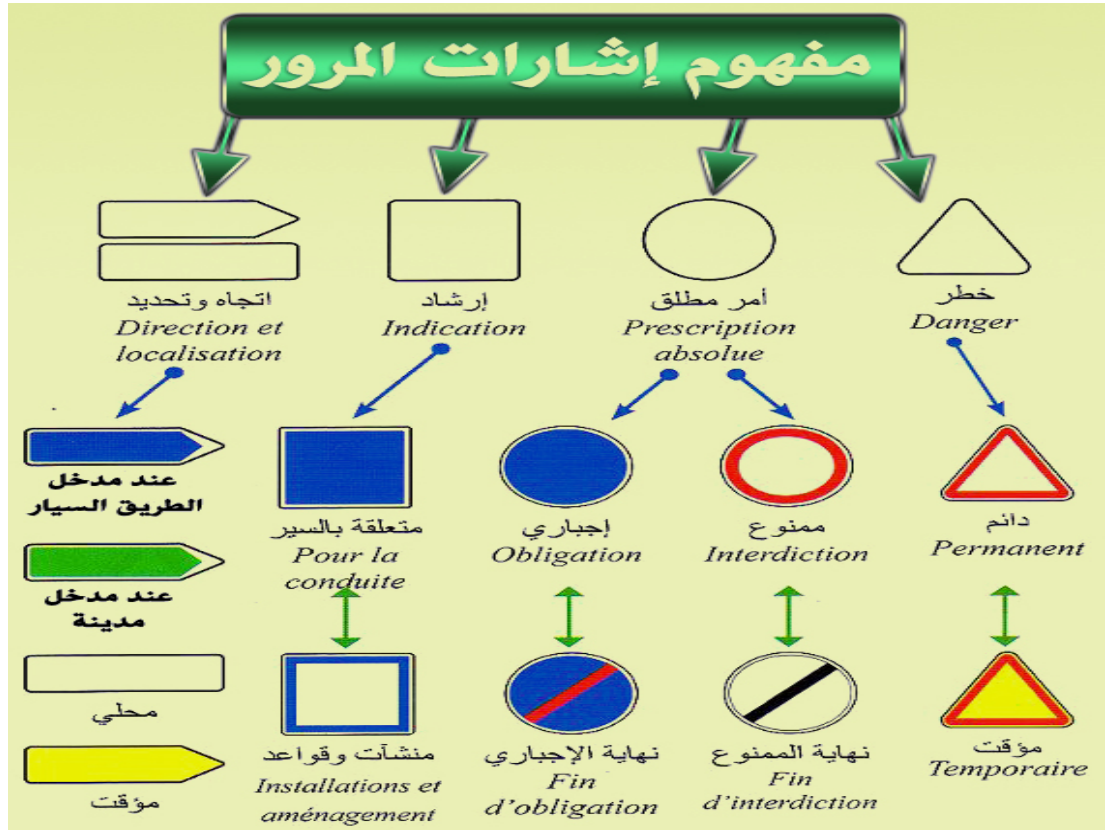 مفهوم إشارات المرور
خطر
Danger
أمر مطلق
Prescription
absolue
إرشاد
Indication
اتجاه وتحديد
Direction et
localisation
دائم
Permanent
ممنوع
Interdiction
إجباري
Obligation
متعلقة بالسير
Pour la
conduite
عند مدخل
الطريق السيار
عند مدخل
مدينة
محلي
مؤقت
مؤقت
Temporaire
نهاية الممنوع
Fin
d'interdiction
نهاية الإجباري
Fin
d'obligation
منشآت وقواعد
Installations et
aménagement